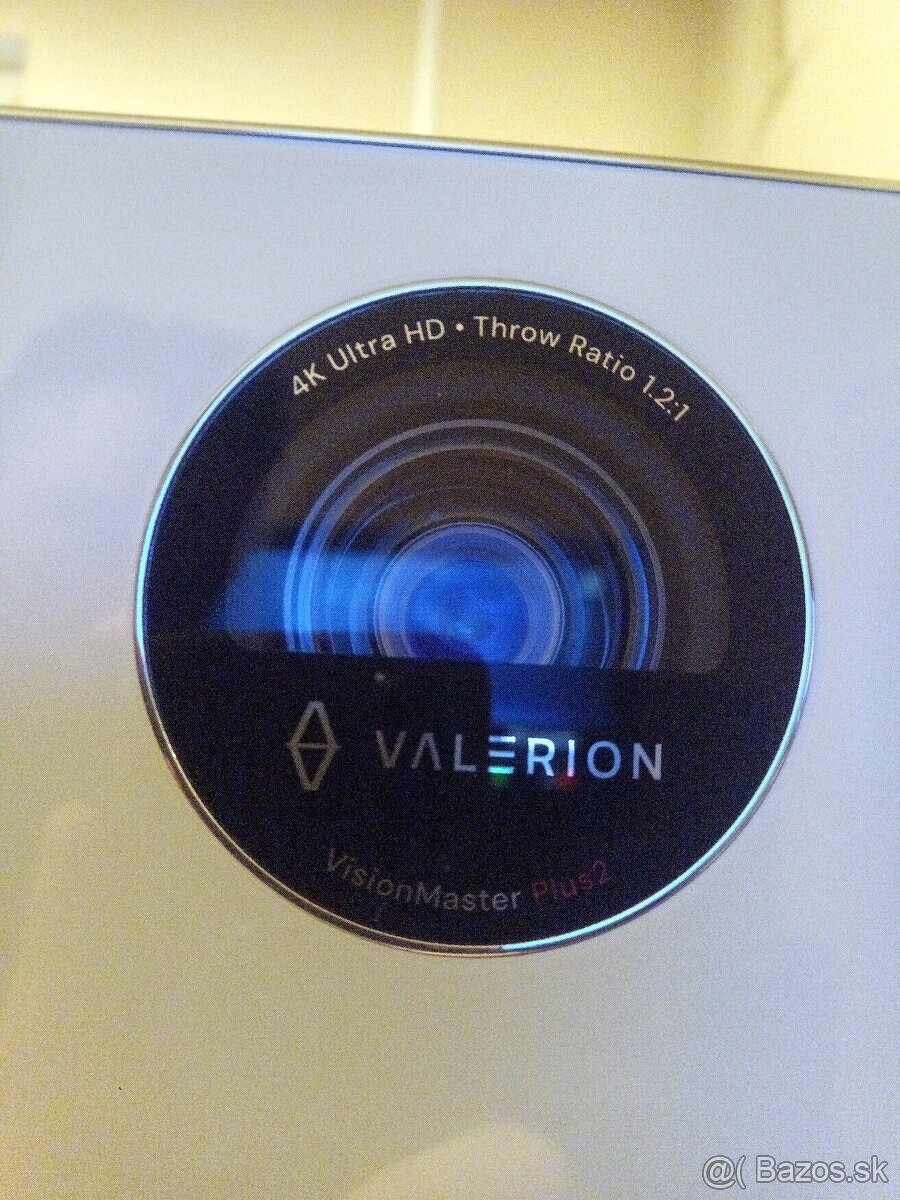 4K Ultra HD • Throw Ratio 1.2:1
VALERION
VisionMaster Plus2
@( Bazos.sk